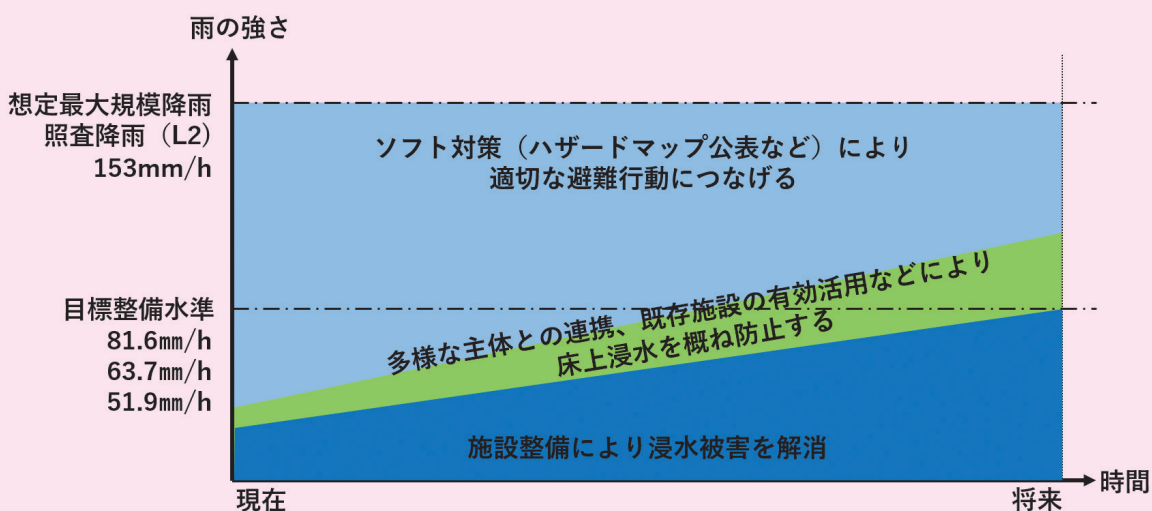 雨の強さ
想定最大規模降雨
照査降雨（L2）
153mm/h
ソフト対策（ハザードマップ公表など）により
適切な避難行動につなげる
目標整備水準
81.6㎜/h
63.7㎜/h
51.9㎜/h
多様な主体との連携、既存施設の有効活用などにより
床上浸水を概ね防止する
施設整備により浸水被害を解消
時間
現在
将来